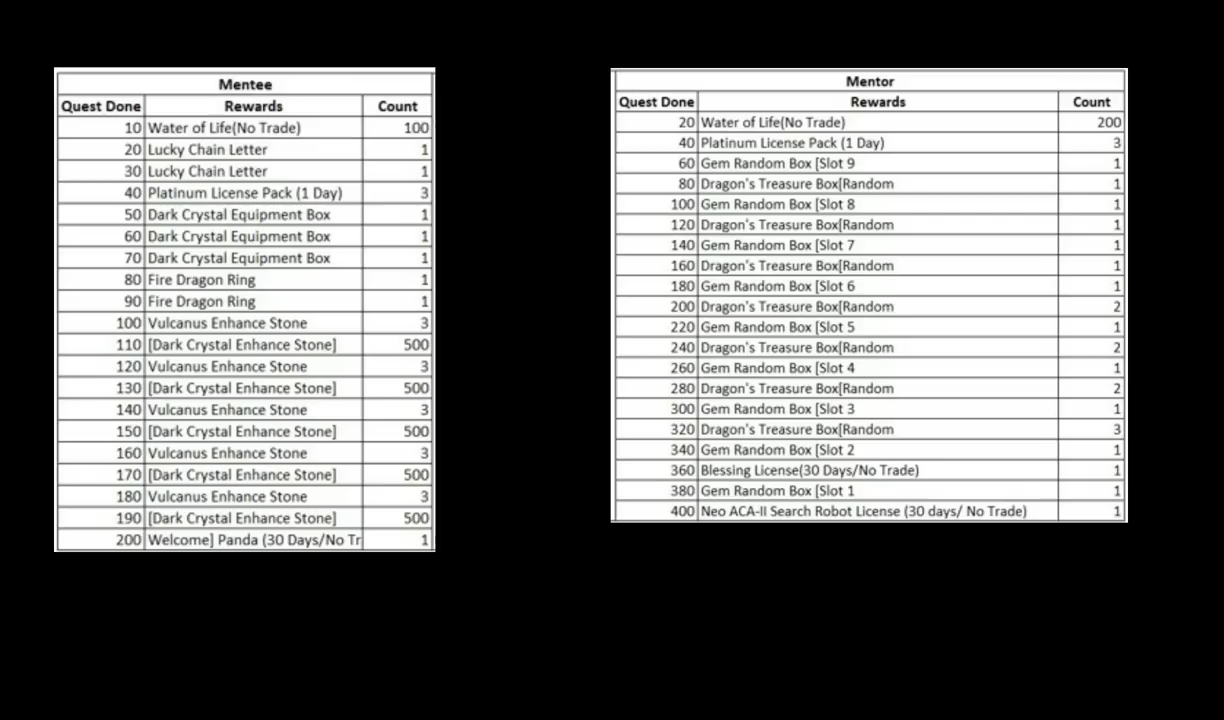 Mentee
Quest Done Rewards Count
10 Water of Life(No Trade) 100
20 Lucky Chain Letter 1
30 Lucky Chain Letter 1
40 Platinum License Pack (1 Day) 3
50 Dark Crystal Equipment Box 1
60 Dark Crystal Equipment Box 1
70 Dark Crystal Equipment Box 1
80 Fire Dragon Ring 1
90 Fire Dragon Ring 1
100 Vulcanus Enhance Stone 3
110 [Dark Crystal Enhance Stone] 500
120 Vulcanus Enhance Stone 3
130 [Dark Crystal Enhance Stone] 500
140 Vulcanus Enhance Stone 3
150 [Dark Crystal Enhance Stone] 500
160 Vulcanus Enhance Stone 3
170 [Dark Crystal Enhance Stone] 500
180 Vulcanus Enhance Stone 3
190 [Dark Crystal Enhance Stone] 500
200 Welcome] Panda (30 Days/No Tr 1
Mentor
Quest Done Rewards Count
20 Water of Life(No Trade) 200
40 Platinum License Pack (1 Day) 3
60 Gem Random Box [Slot 9 1
80 Dragon's Treasure Box[Random 1
100 Gem Random Box [Slot 8 1
120 Dragon's Treasure Box[Random 1
140 Gem Random Box [Slot 7 1
160 Dragon's Treasure Box[Random 1
180 Gem Random Box [Slot 6 1
200 Dragon's Treasure Box[Random 2
220 Gem Random Box [Slot 5 1
240 Dragon's Treasure Box[Random 2
260 Gem Random Box [Slot 4 1
280 Dragon's Treasure Box[Random 2
300 Gem Random Box [Slot 3 1
320 Dragon's Treasure Box[Random 3
340 Gem Random Box [Slot 2 1
360 Blessing License(30 Days/No Trade) 1
380 Gem Random Box [Slot 1 1
400 Neo ACA-II Search Robot License (30 days/ No Trade) 1